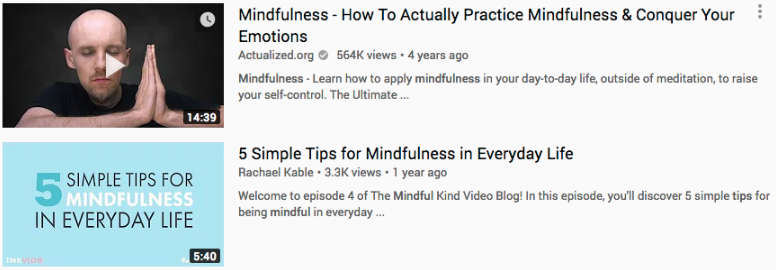 Mindfulness - How To Actually Practice Mindfulness & Conquer Your
Emotions
Actualized.org 564K views • 4 years ago
Mindfulness - Learn how to apply mindfulness in your day-to-day life, outside of meditation, to raise
your self-control. The Ultimate ...
14:39
5 Simple Tips for Mindfulness in Everyday Life
Rachael Kable • 3.3K views • 1 year ago
Welcome to episode 4 of The Mindful Kind Video Blog! In this episode, you'll discover 5 simple tips for
being mindful in everyday ...
5 SIMPLE TIPS FOR
MINDFULNESS
IN EVERYDAY LIFE
TMKVLOG
5:40